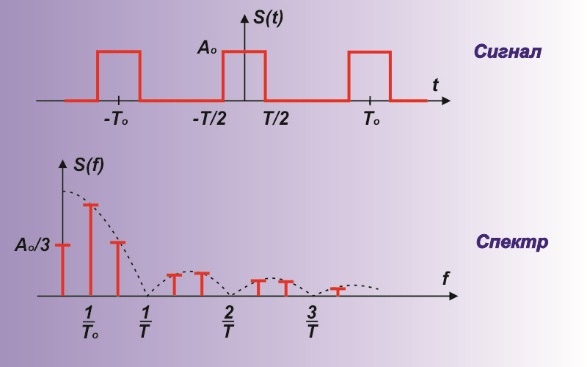 S(t)
Aₒ
Сигнал
t
-Tₒ -T/2 T/2 Tₒ
S(f)
Aₒ/3
Спектр
f
1/Tₒ 1/T 2/T 3/T